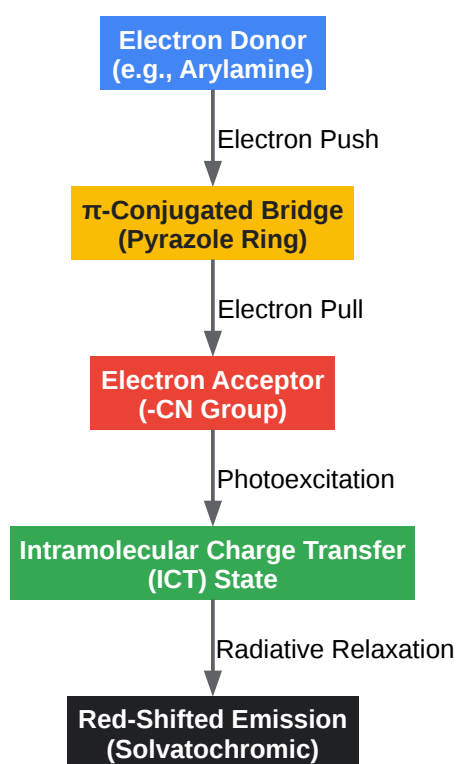 Electron Donor
(e.g., Arylamine)
Electron Push
π-Conjugated Bridge
(Pyrazole Ring)
Electron Pull
Electron Acceptor
(-CN Group)
Photoexcitation
Intramolecular Charge Transfer
(ICT) State
Radiative Relaxation
Red-Shifted Emission
(Solvatochromic)